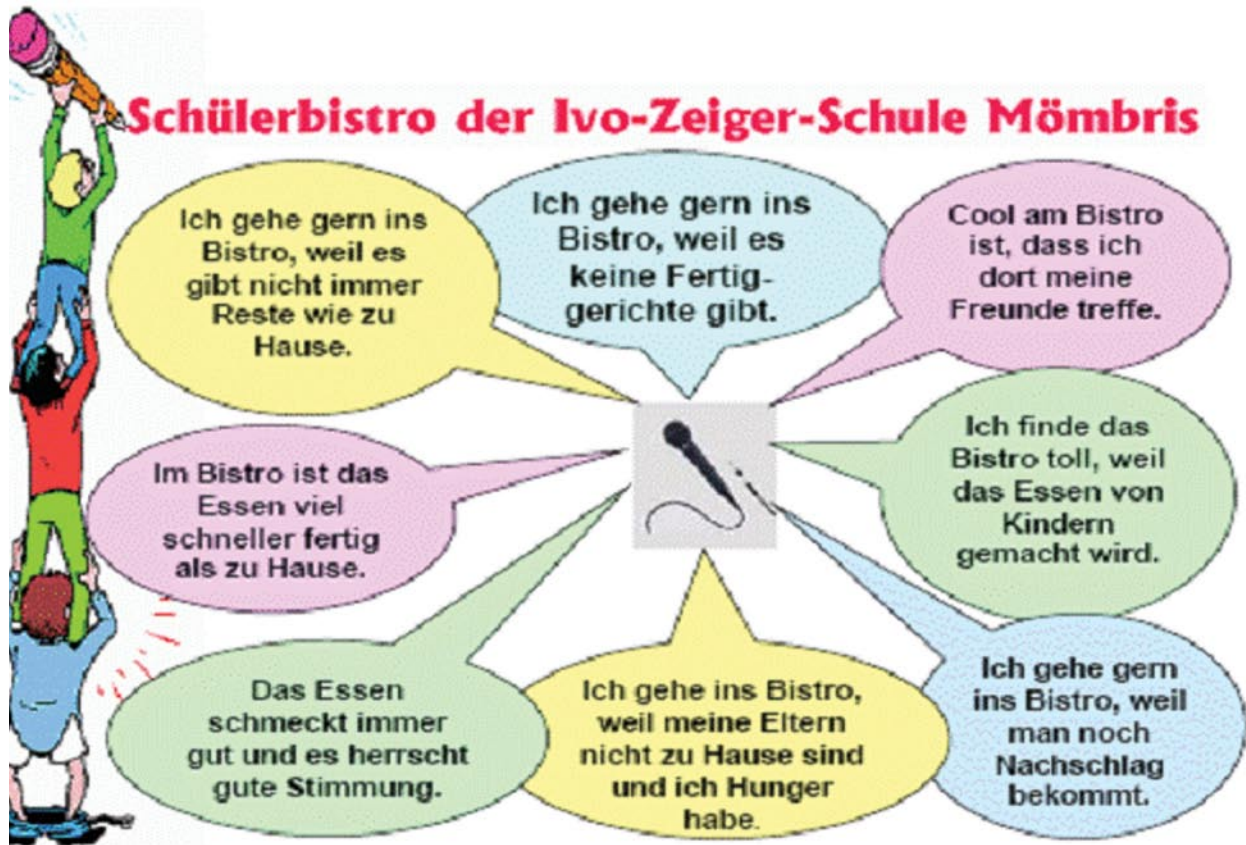 Schülerbistro der Ivo-Zeiger-Schule Mömbris
Ich gehe gern ins
Bistro, weil es
gibt nicht immer
Reste wie zu
Hause.
Ich gehe gern ins
Bistro, weil es
keine Fertig-
gerichte gibt.
Cool am Bistro
ist, dass ich
dort meine
Freunde treffe.
Im Bistro ist das
Essen viel
schneller fertig
als zu Hause.
Ich finde das
Bistro toll, weil
das Essen von
Kindern
gemacht wird.
Das Essen
schmeckt immer
gut und es herrscht
gute Stimmung.
Ich gehe ins Bistro,
weil meine Eltern
nicht zu Hause sind
und ich Hunger
habe.
Ich gehe gern
ins Bistro, weil
man noch
Nachschlag
bekommt.